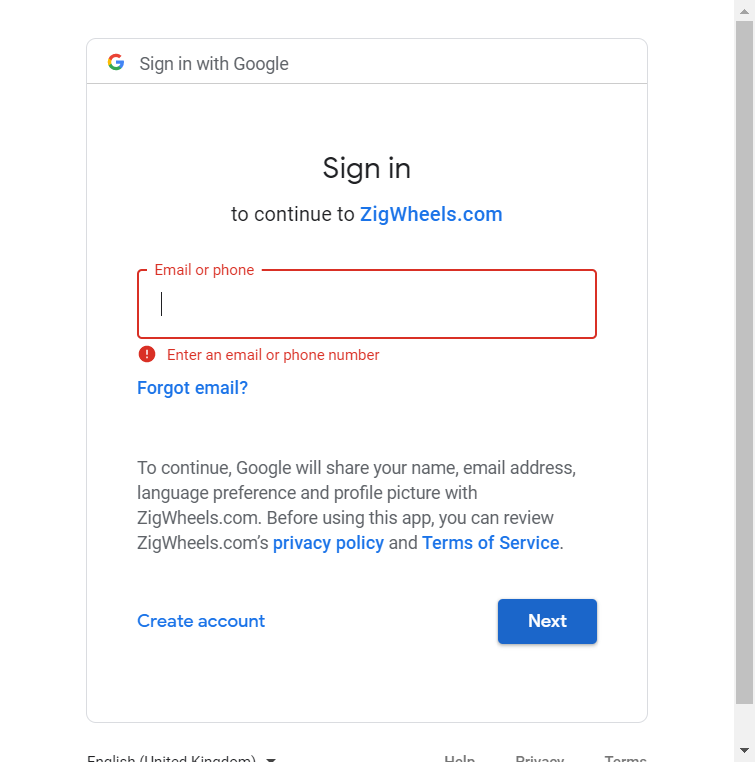 Sign in with Google
Sign in
to continue to ZigWheels.com
Email or phone
Enter an email or phone number
Forgot email?
To continue, Google will share your name, email address,
language preference and profile picture with
ZigWheels.com. Before using this app, you can review
ZigWheels.com's privacy policy and Terms of Service.
Create account
Next
English (United Kingdom)
Help
Privacy
Terms